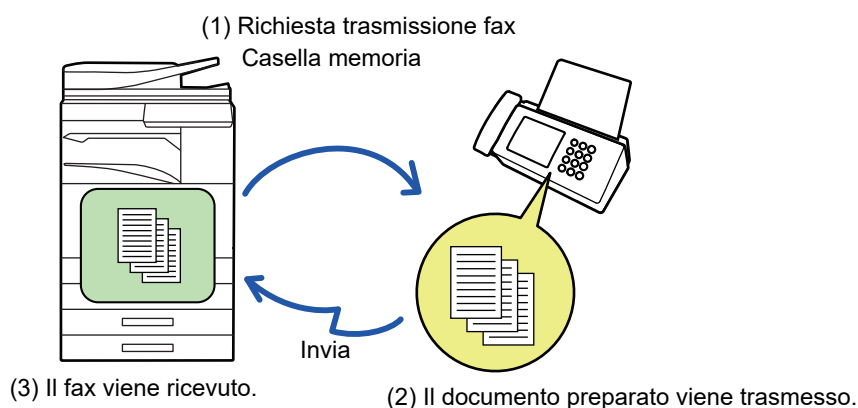 (1) Richiesta trasmissione fax
Casella memoria
Invia
(3) Il fax viene ricevuto.
(2) Il documento preparato viene trasmesso.